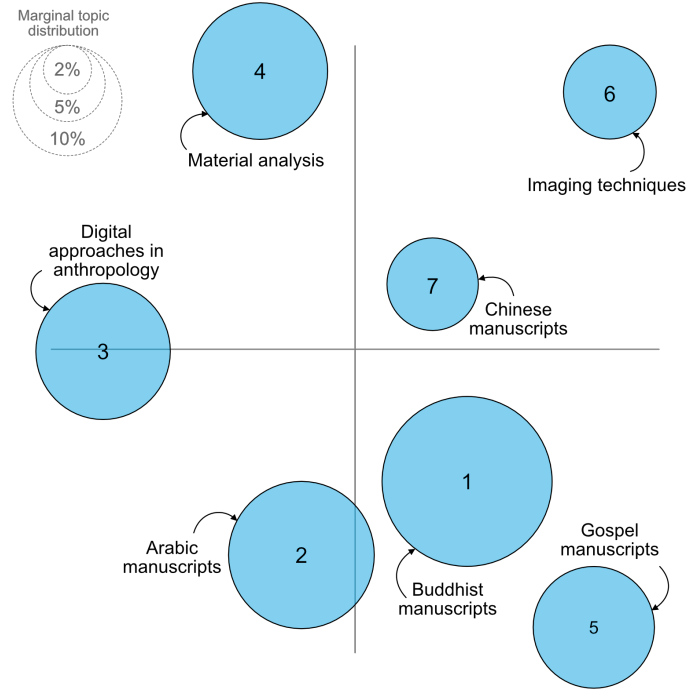 Marginal topic
distribution
2%
5%
10%
4
Material analysis
6
Imaging techniques
Digital
approaches in
anthropology
3
7
Chinese
manuscripts
1
Buddhist
manuscripts
2
Arabic
manuscripts
Gospel
manuscripts
5